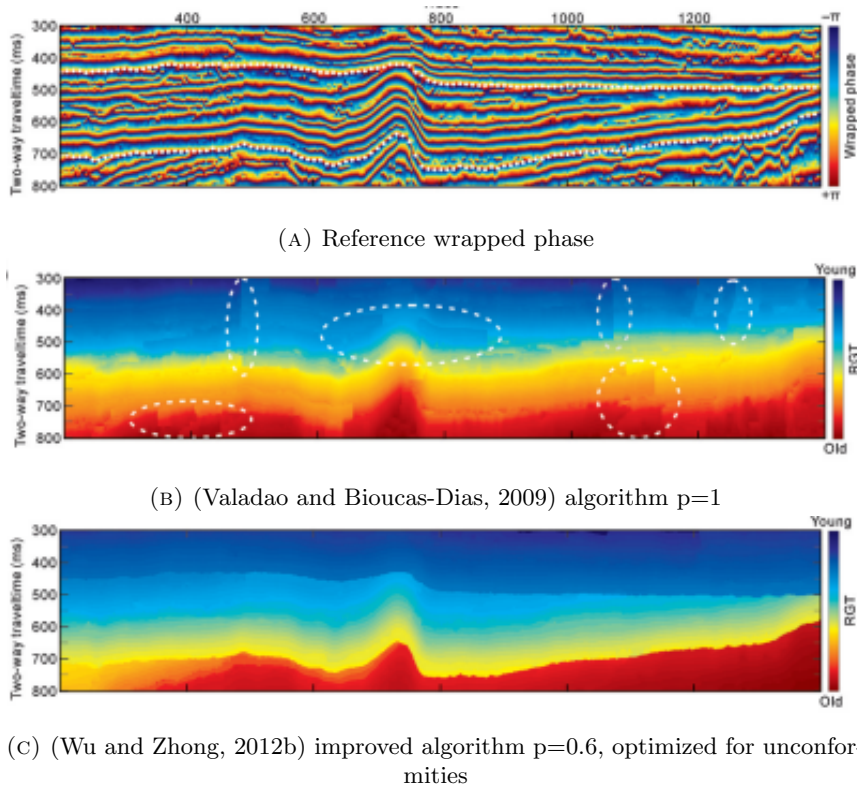 400 600 800 1000 1200
300
400
500
600
700
800
Two-way traveltime (ms)
−π
Wrapped phase
+π
(A) Reference wrapped phase
300
400
500
600
700
800
Two-way traveltime (ms)
Young
RGT
Old
(B) (Valadao and Bioucas-Dias, 2009) algorithm p=1
300
400
500
600
700
800
Two-way traveltime (ms)
Young
RGT
Old
(C) (Wu and Zhong, 2012b) improved algorithm p=0.6, optimized for unconfor-
mities